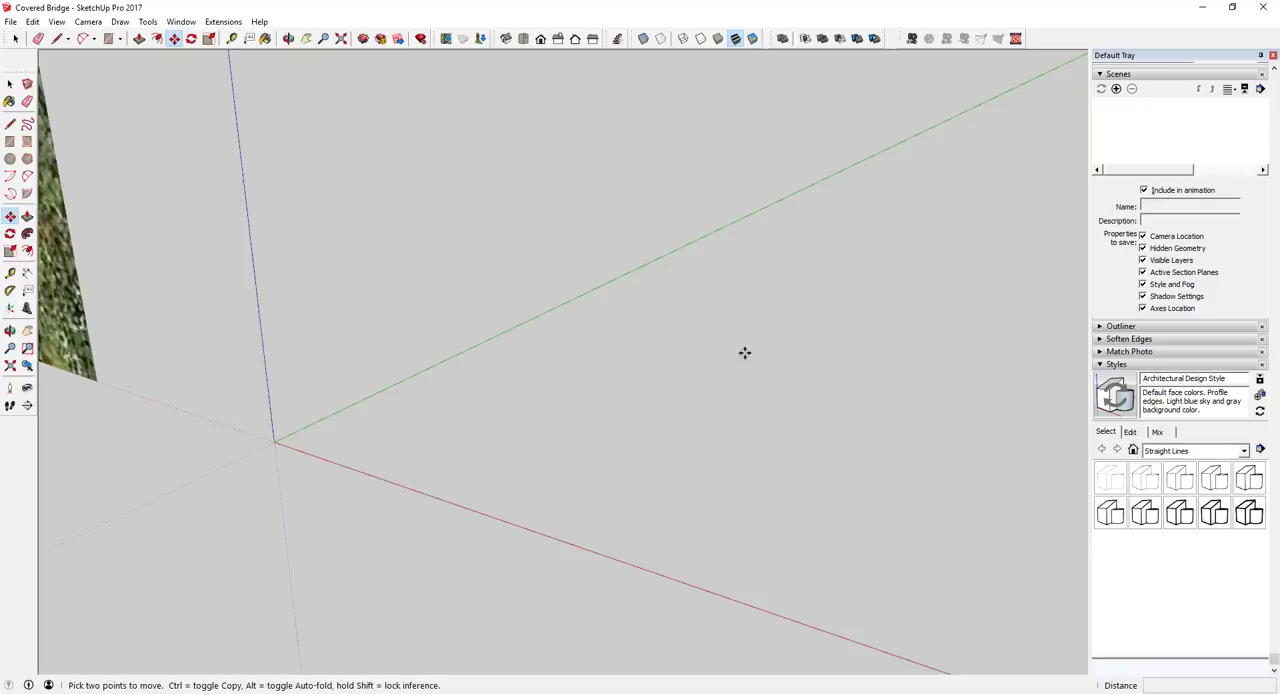 Covered Bridge - SketchUp Pro 2017
File Edit View Camera Draw Tools Window Extensions Help
Default Tray
Scenes
Include in animation
Name:
Description:
Properties to save:
Camera Location
Hidden Geometry
Visible Layers
Active Section Planes
Style and Fog
Shadow Settings
Axes Location
Outliner
Soften Edges
Match Photo
Styles
Architectural Design Style
Default face colors. Profile
edges. Light blue sky and gray
background color.
Select Edit Mix
Straight Lines
Pick two points to move. Ctrl = toggle Copy, Alt = toggle Auto-fold, hold Shift = lock inference.
Distance